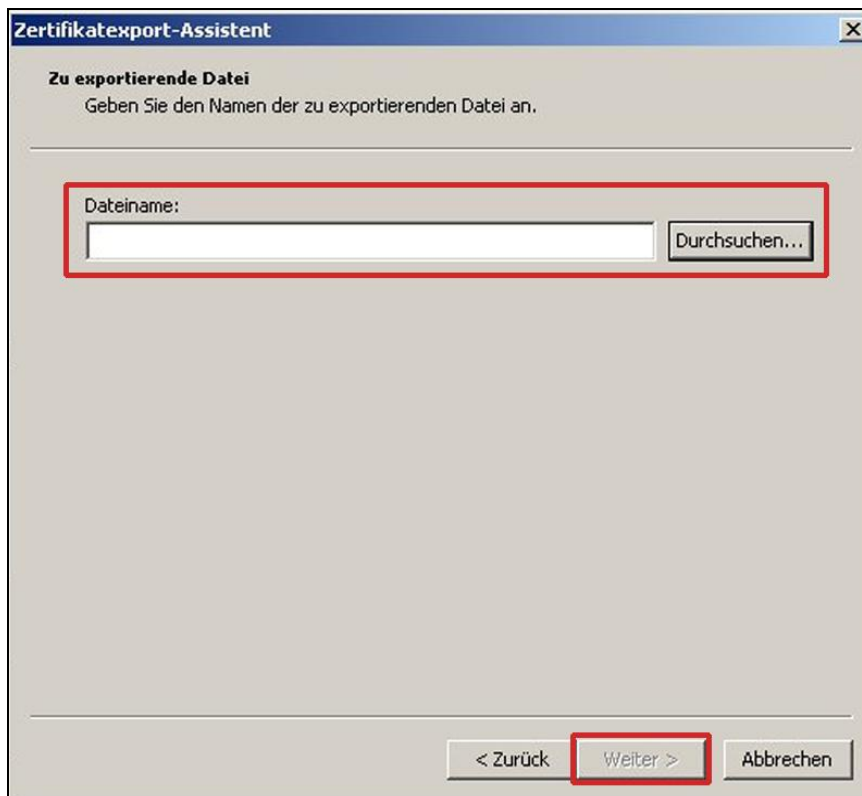 Zertifikatexport-Assistent
Zu exportierende Datei
Geben Sie den Namen der zu exportierenden Datei an.
Dateiname:
Durchsuchen...
< Zurück Weiter > Abbrechen